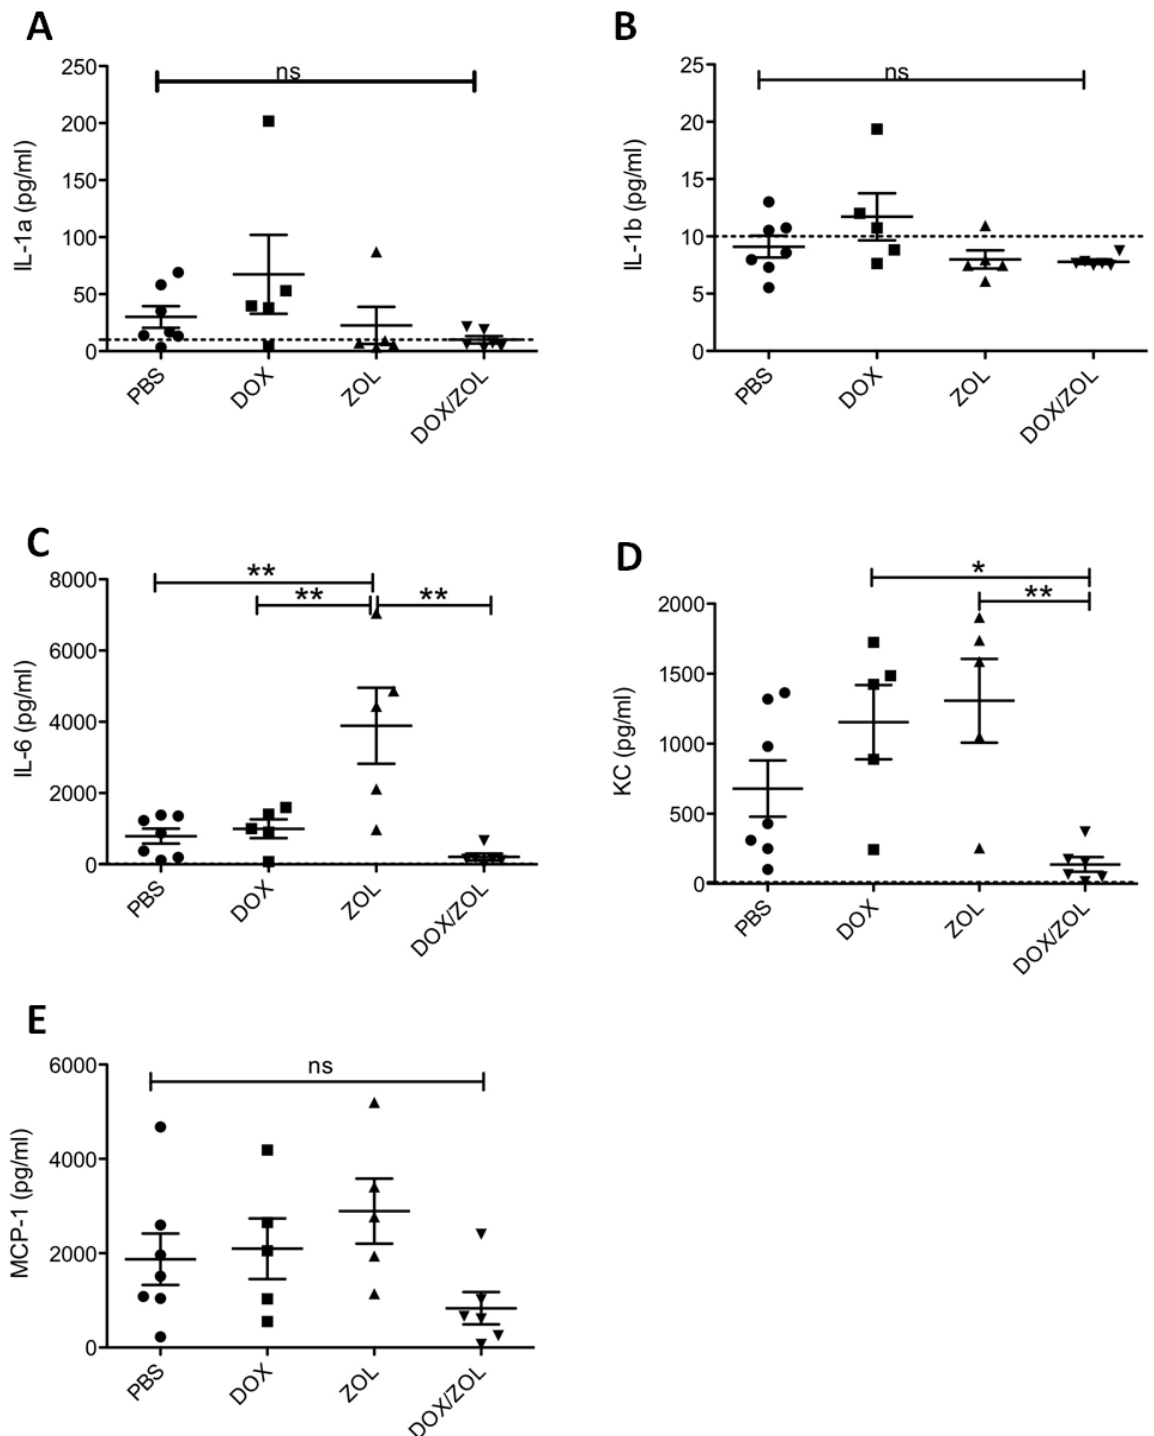 A
250
200
150
100
50
0
IL-1a (pg/ml)
ns
PBS
DOX
ZOL
DOX/ZOL
B
25
20
15
10
5
0
IL-1b (pg/ml)
ns
PBS
DOX
ZOL
DOX/ZOL
C
8000
6000
4000
2000
0
IL-6 (pg/ml)
**
**
**
PBS
DOX
ZOL
DOX/ZOL
D
2000
1500
1000
500
0
KC (pg/ml)
*
**
PBS
DOX
ZOL
DOX/ZOL
E
6000
4000
2000
0
MCP-1 (pg/ml)
ns
PBS
DOX
ZOL
DOX/ZOL